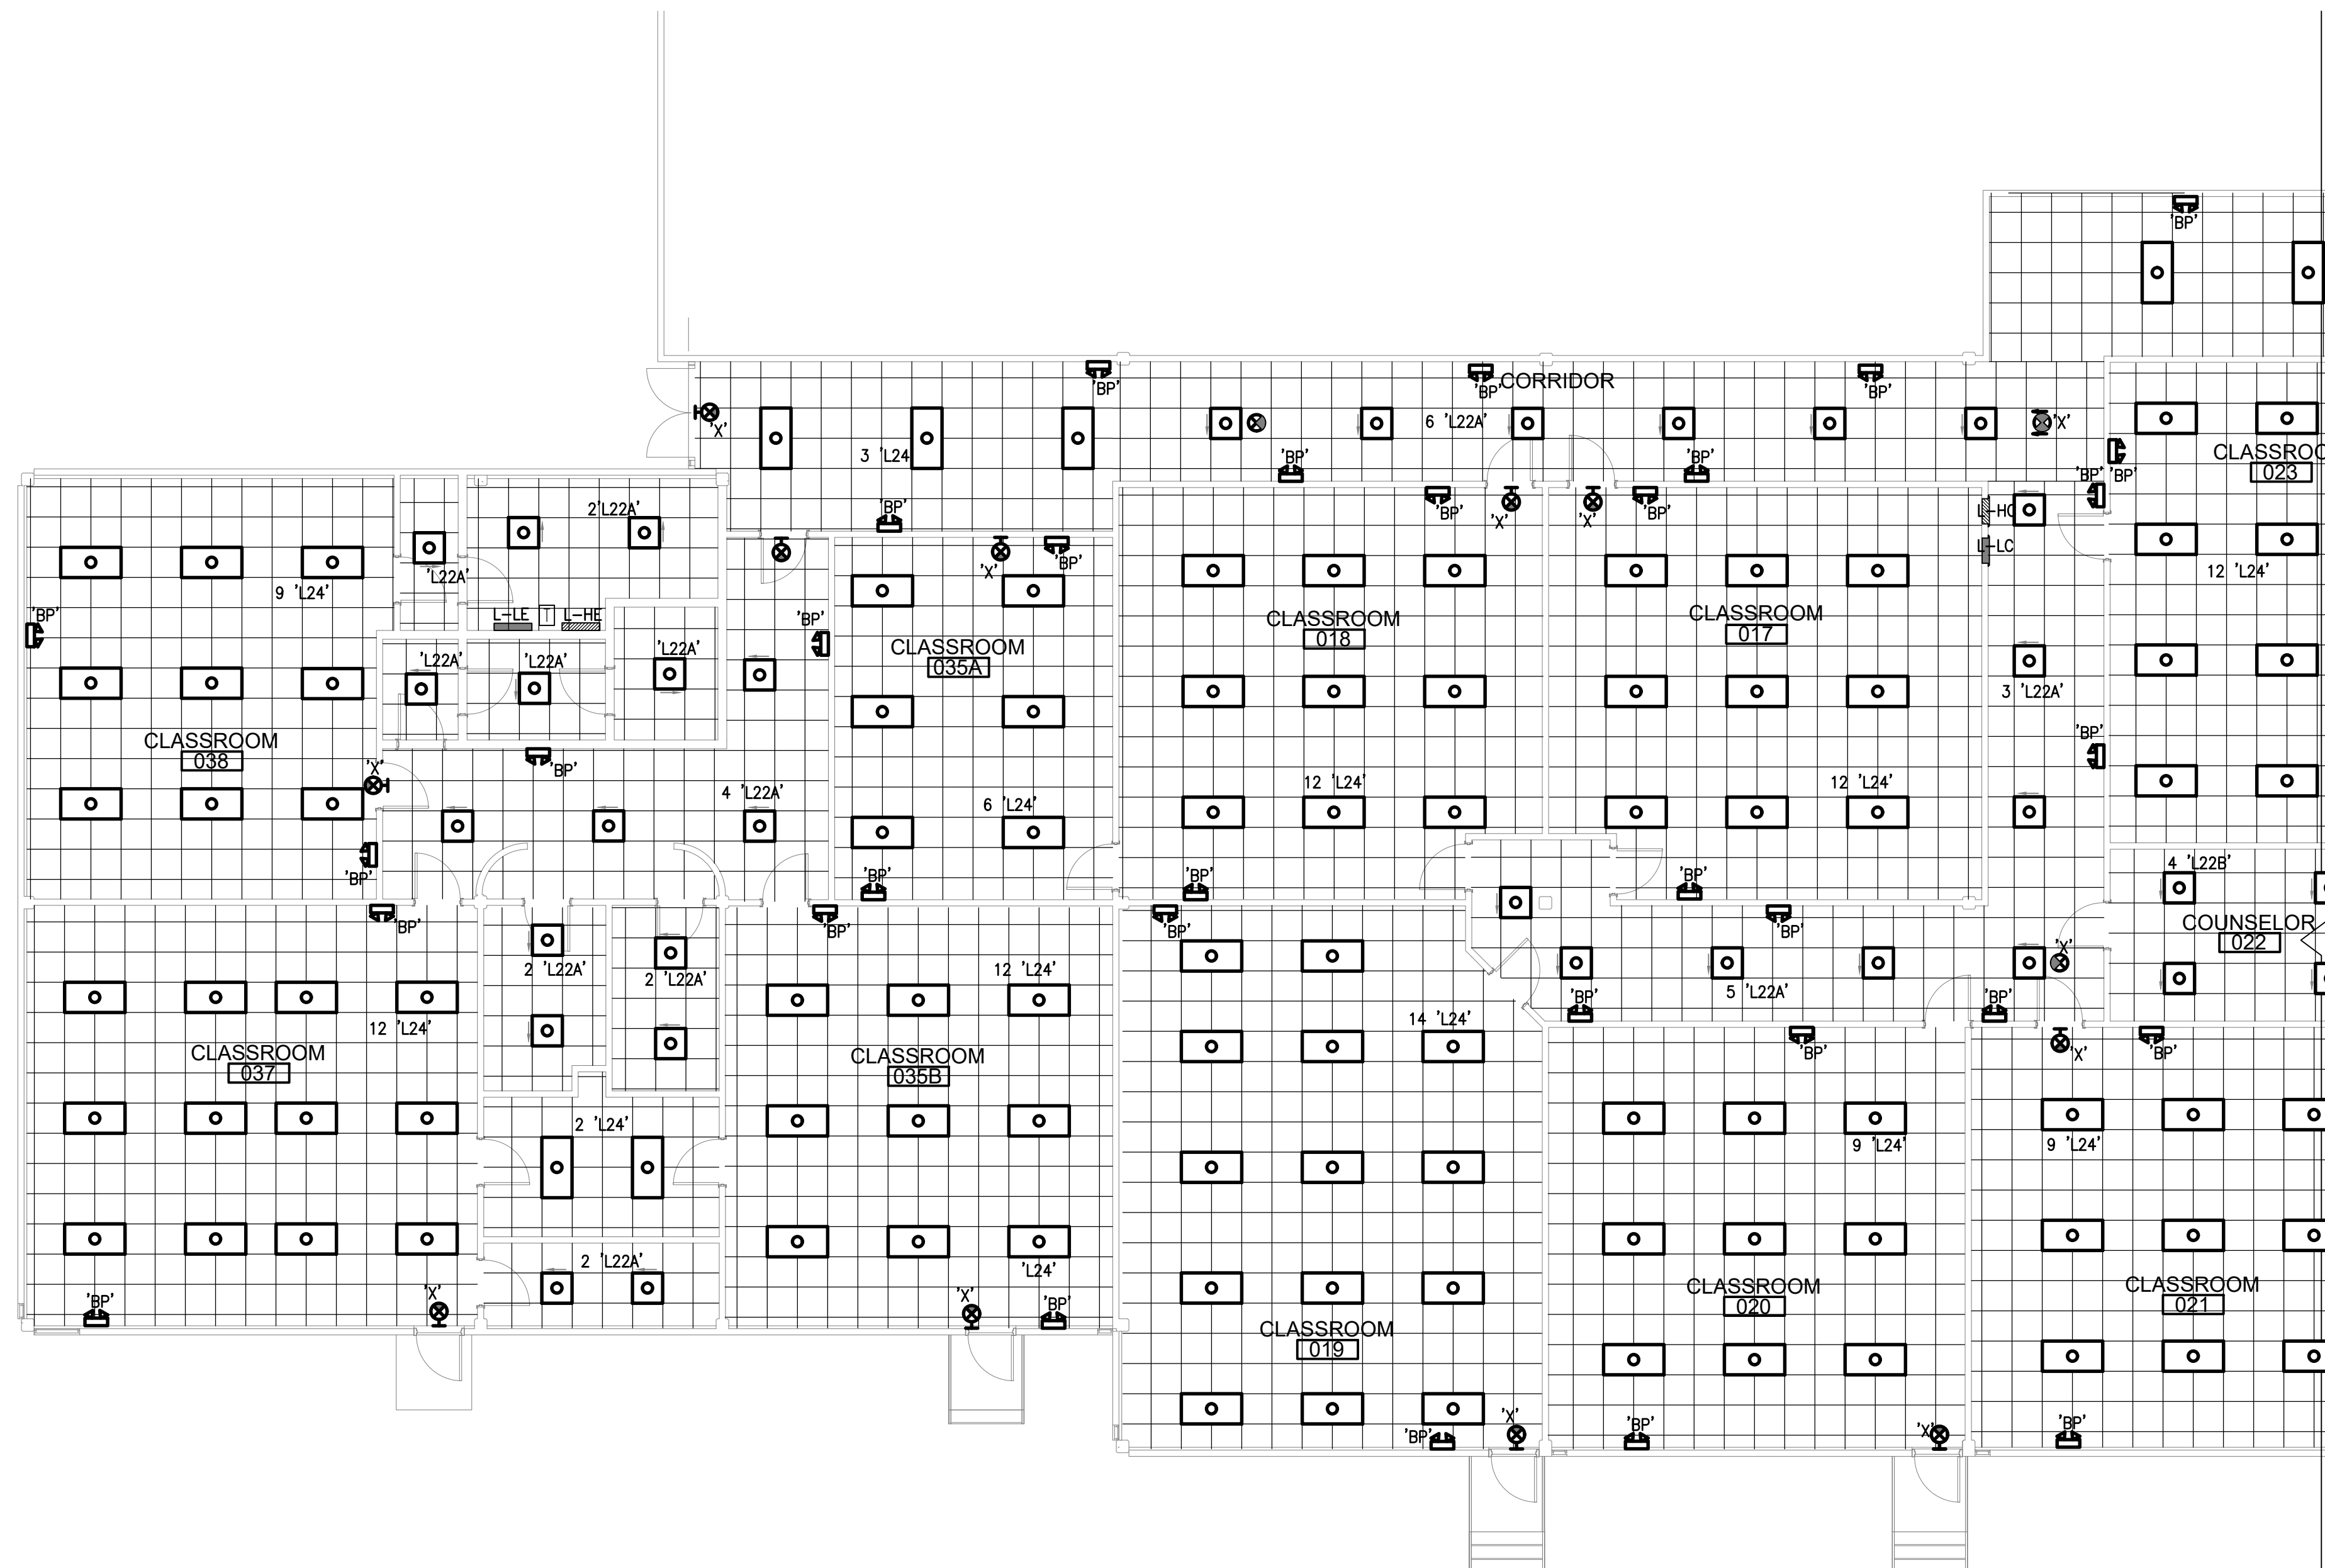 'BP'
'BP'
'BP'
CORRIDOR
'BP'
'X'
3 'L24
6 'L22A'
'X'
'BP'
'BP'
CLASSROO
023
'BP'
'BP'
'BP'
2'L22A'
'BP'
'X'
'X'
'BP'
L-HC
L-LC
'L22A'
'X'
'BP'
12 'L24'
9 'L24'
'BP'
L-LE
T
L-HE
'BP'
CLASSROOM
018
CLASSROOM
017
'L22A'
'L22A'
'L22A'
CLASSROOM
035A
3 'L22A'
CLASSROOM
038
'X'
'BP'
4 'L22A'
6 'L24'
12 'L24'
12 'L24'
'BP'
'BP'
'BP'
'BP'
'BP'
4 'L22B'
COUNSELOR
022
'BP'
'BP'
'BP'
'BP'
'X'
2 'L22A'
2 'L22A'
12 'L24'
5 'L22A'
'BP'
'BP'
12 'L24'
14 'L24'
CLASSROOM
037
CLASSROOM
035B
'BP'
'X'
'BP'
2 'L24'
9 'L24'
9 'L24'
2 'L22A'
'L24'
CLASSROOM
020
CLASSROOM
021
'BP'
'X'
'X'
'BP'
CLASSROOM
019
'BP'
'X'
'BP'
'X'
'BP'